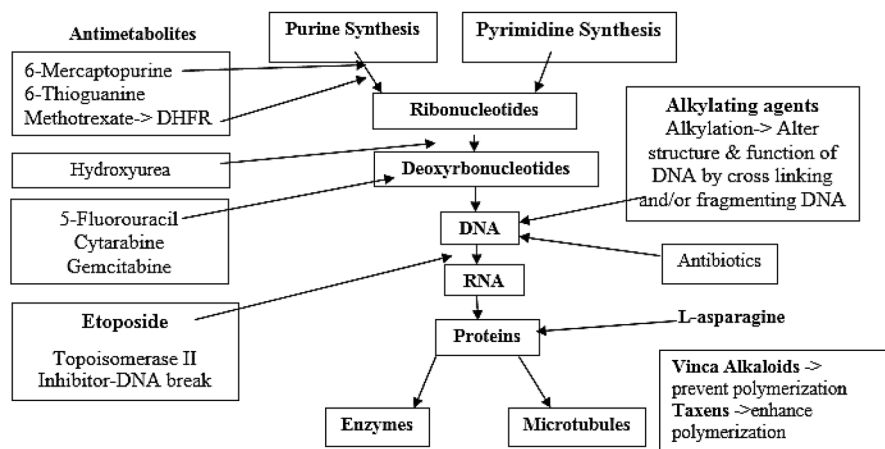 Antimetabolites
Purine Synthesis
Pyrimidine Synthesis
6-Mercaptopurine
6-Thioguanine
Methotrexate-> DHFR
Ribonucleotides
Alkylating agents
Alkylation-> Alter
structure & function of
DNA by cross linking
and/or fragmenting DNA
Hydroxyurea
Deoxyrbonucleotides
5-Fluorouracil
Cytarabine
Gemcitabine
DNA
Antibiotics
RNA
Etoposide
Topoisomerase II
Inhibitor-DNA break
Proteins
L-asparagine
Vinca Alkaloids ->
prevent polymerization
Taxens ->enhance
polymerization
Enzymes
Microtubules